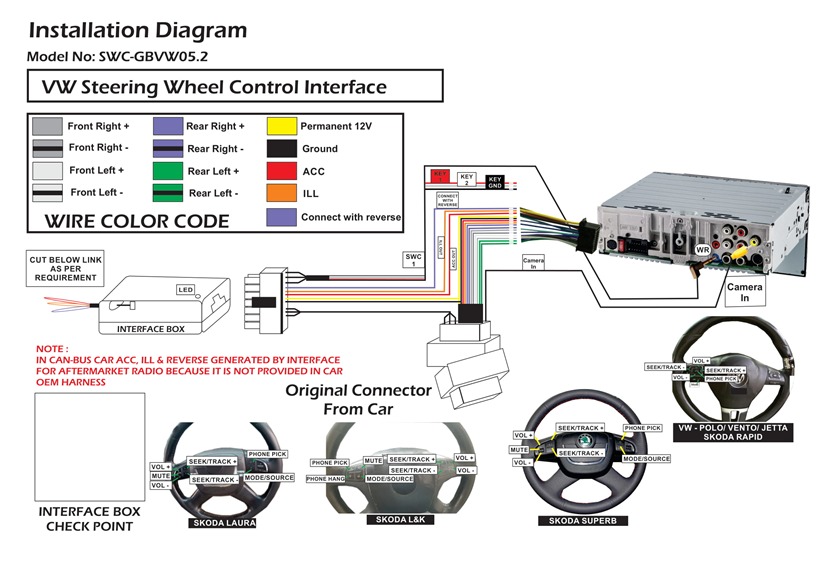 Installation Diagram
Model No: SWC-GBVW05.2
VW Steering Wheel Control Interface
Front Right +
Rear Right +
Permanent 12V
Front Right -
Rear Right -
Ground
Front Left +
Rear Left +
ACC
Front Left -
Rear Left -
ILL
WIRE COLOR CODE
Connect with reverse
KEY
1
KEY
2
KEY
GND
CONNECT
WITH
REVERSE
ILL OUT
ACC OUT
SWC
1
Camera
In
WR
Camera
In
CUT BELOW LINK
AS PER
REQUIREMENT
LED
INTERFACE BOX
NOTE :
IN CAN-BUS CAR ACC, ILL & REVERSE GENERATED BY INTERFACE
FOR AFTERMARKET RADIO BECAUSE IT IS NOT PROVIDED IN CAR
OEM HARNESS
Original Connector
From Car
INTERFACE BOX
CHECK POINT
VOL +
MUTE
VOL -
SEEK/TRACK +
SEEK/TRACK -
PHONE PICK
MODE/SOURCE
SKODA LAURA
PHONE PICK
PHONE HANG
MUTE
SEEK/TRACK +
SEEK/TRACK -
MODE/SOURCE
VOL +
VOL -
SKODA L&K
VOL +
MUTE
VOL -
SEEK/TRACK +
SEEK/TRACK -
PHONE PICK
MODE/SOURCE
SKODA SUPERB
VOL +
SEEK/TRACK -
SEEK/TRACK +
VOL -
PHONE PICK
VW - POLO/ VENTO/ JETTA
SKODA RAPID